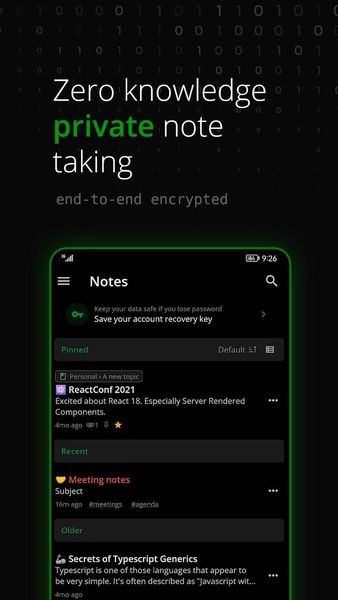 Zero knowledge
private note
taking
end-to-end encrypted
9:26
Notes
Keep your data safe if you lose password
Save your account recovery key
Pinned
Default
Personal › A new topic
ReactConf 2021
Excited about React 18. Especially Server Rendered
Components.
4mo ago 1
Recent
Meeting notes
Subject
16m ago #meetings #agenda
Older
Secrets of Typescript Generics
Typescript is one of those languages that appear to
be very simple. It's often described as "Javascript wit...
4mo ago